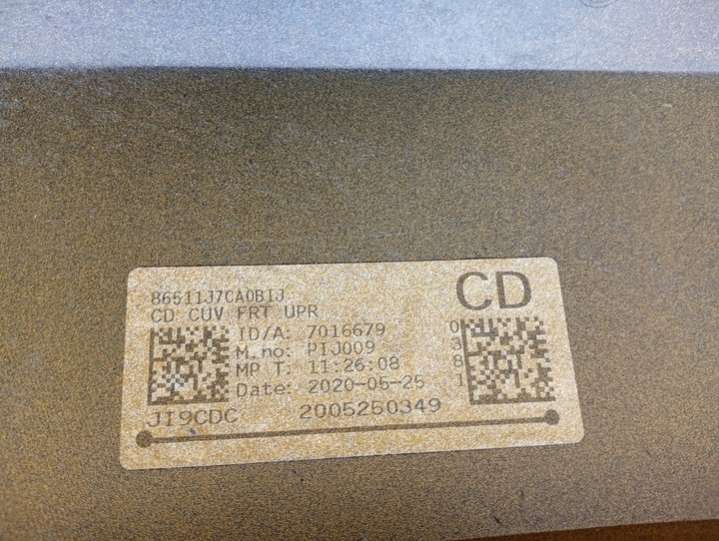 CD
86511J7CA0BIJ
CD CUV FRT UPR
ID/A: 7016679
M.no: PIJ009
MP T: 11:26:08
Date: 2020-05-25
0381
JI9CDC 2005250349